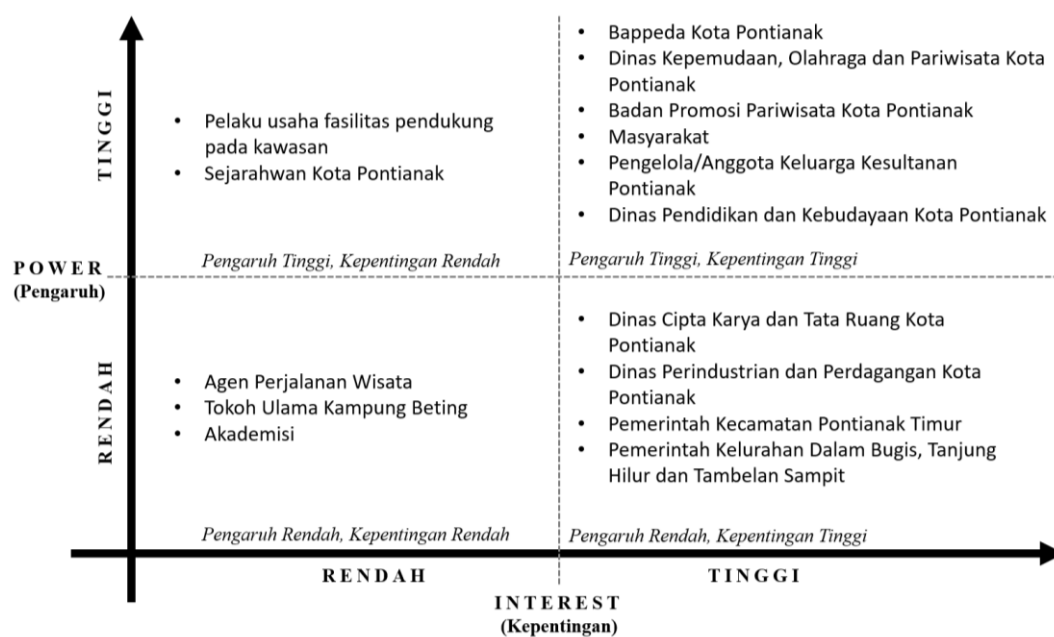 TINGGI
• Pelaku usaha fasilitas pendukung
pada kawasan
• Sejarahwan Kota Pontianak
Pengaruh Tinggi, Kepentingan Rendah
• Bappeda Kota Pontianak
• Dinas Kepemudaan, Olahraga dan Pariwisata Kota
Pontianak
• Badan Promosi Pariwisata Kota Pontianak
• Masyarakat
• Pengelola/Anggota Keluarga Kesultanan
Pontianak
• Dinas Pendidikan dan Kebudayaan Kota Pontianak
Pengaruh Tinggi, Kepentingan Tinggi
POWER
(Pengaruh)
RENDAH
• Agen Perjalanan Wisata
• Tokoh Ulama Kampung Beting
• Akademisi
Pengaruh Rendah, Kepentingan Rendah
• Dinas Cipta Karya dan Tata Ruang Kota
Pontianak
• Dinas Perindustrian dan Perdagangan Kota
Pontianak
• Pemerintah Kecamatan Pontianak Timur
• Pemerintah Kelurahan Dalam Bugis, Tanjung
Hilur dan Tambelan Sampit
Pengaruh Rendah, Kepentingan Tinggi
RENDAH
TINGGI
INTEREST
(Kepentingan)